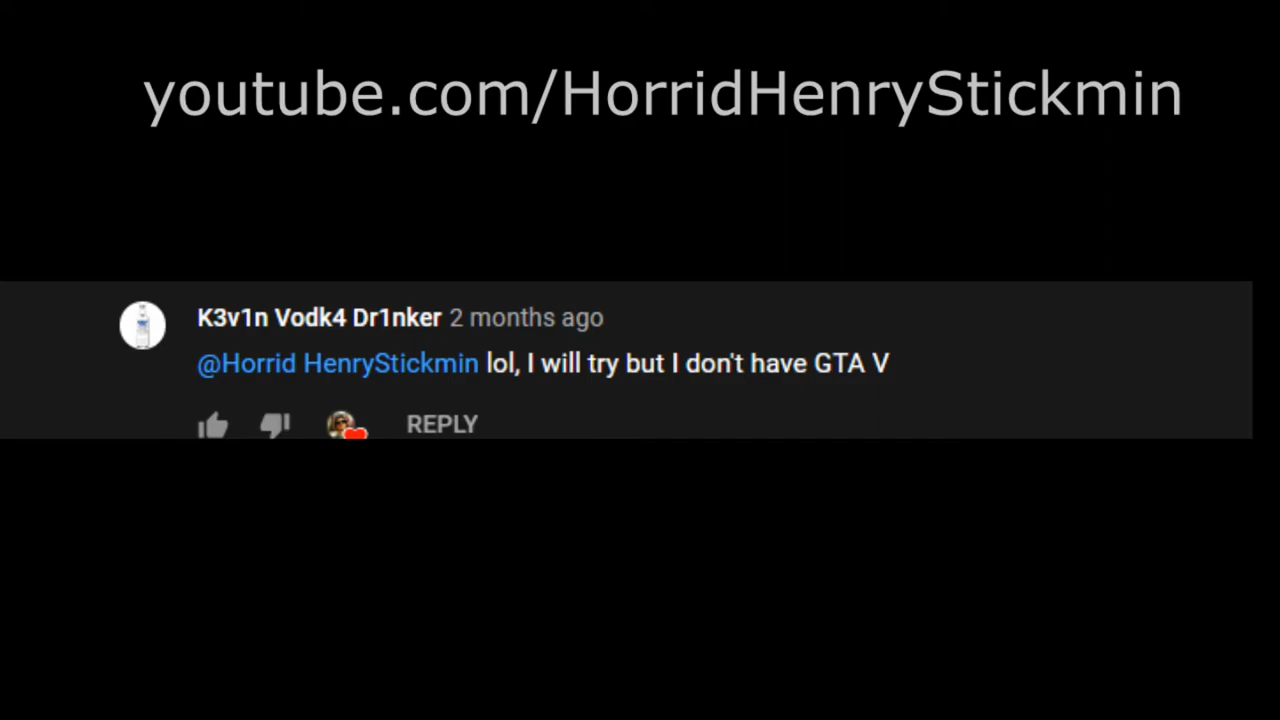 youtube.com/HorridHenryStickmin
K3v1n Vodk4 Dr1nker 2 months ago
@Horrid HenryStickmin lol, I will try but I don't have GTA V
REPLY